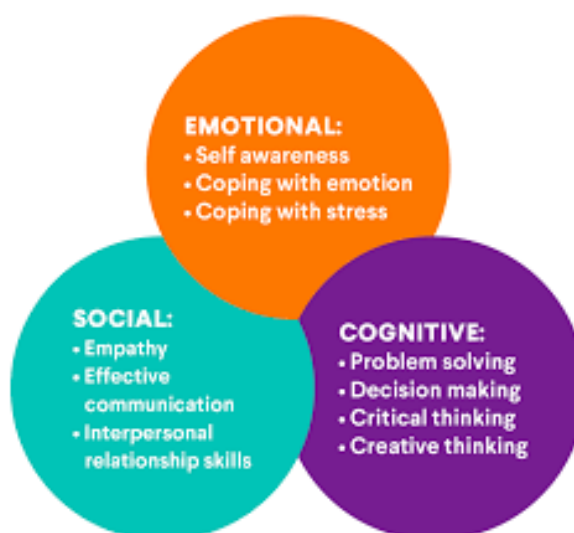 EMOTIONAL:
• Self awareness
• Coping with emotion
• Coping with stress
SOCIAL:
• Empathy
• Effective
communication
• Interpersonal
relationship skills
COGNITIVE:
• Problem solving
• Decision making
• Critical thinking
• Creative thinking